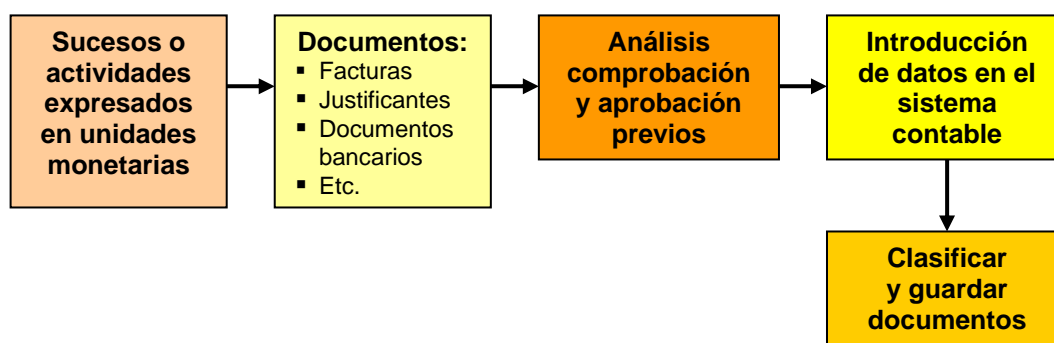 Sucesos o
actividades
expresados
en unidades
monetarias
Documentos:
▪ Facturas
▪ Justificantes
▪ Documentos
bancarios
▪ Etc.
Análisis
comprobación
y aprobación
previos
Introducción
de datos en el
sistema
contable
Clasificar
y guardar
documentos